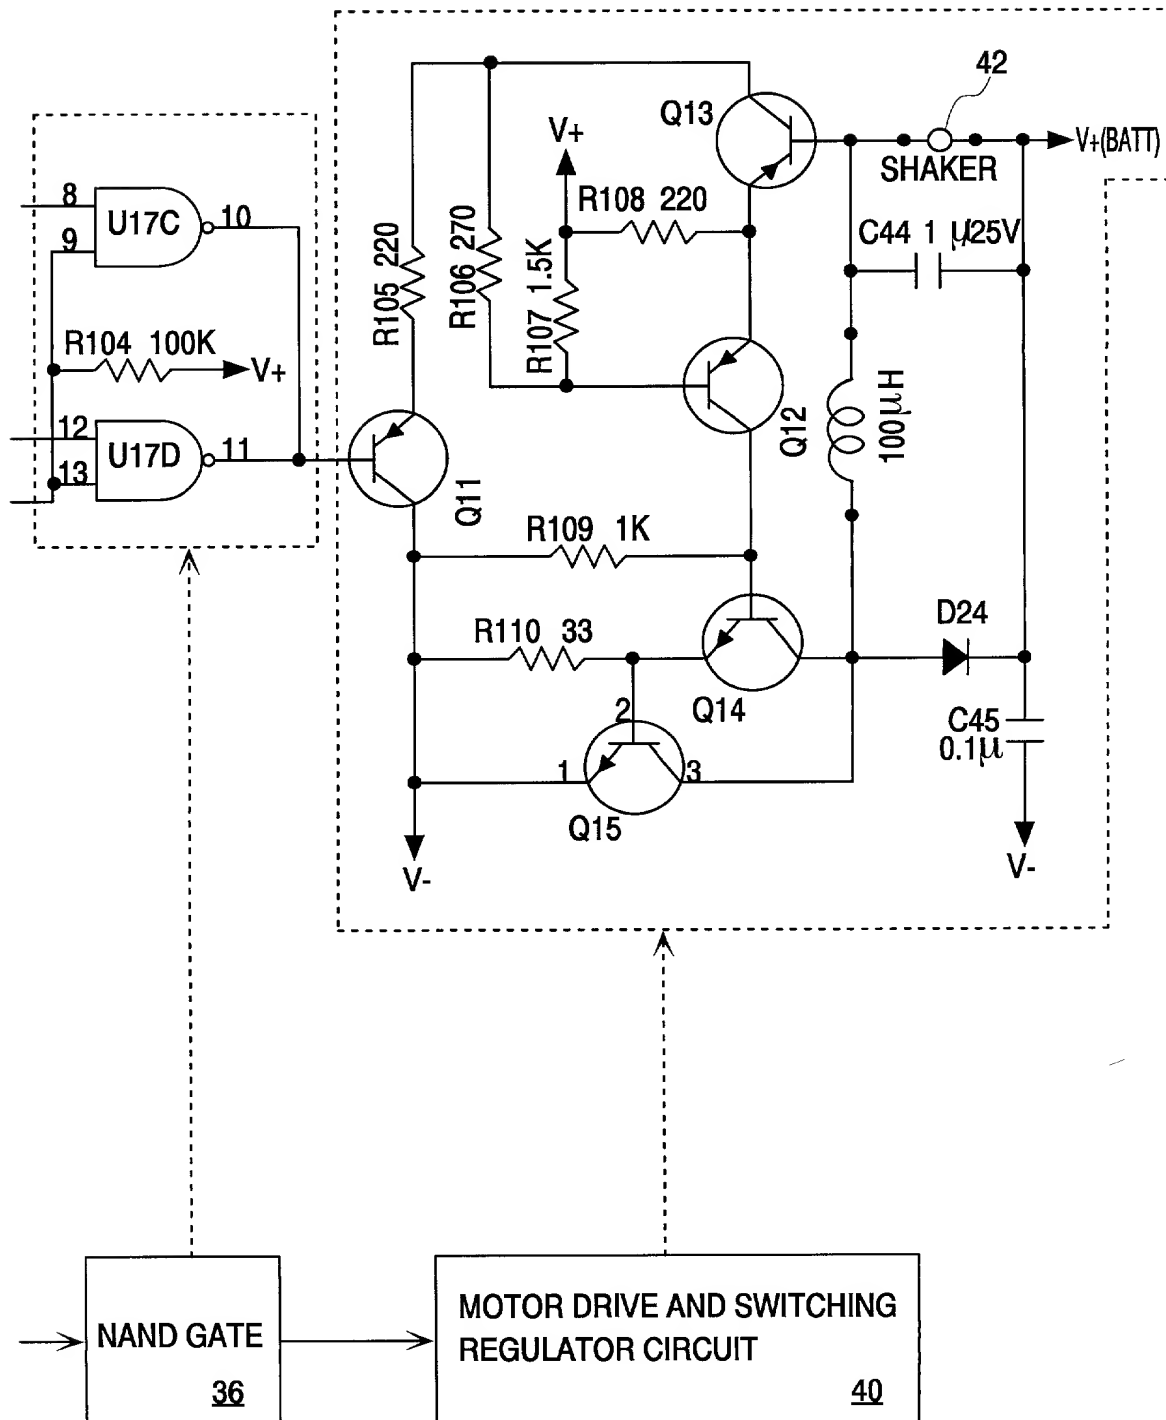 42
Q13
V+
V+(BATT)
SHAKER
8
U17C
10
9
R108 220
C44 1 µ25V
R105 220
R106 270
R107 1.5K
R104 100K
V+
12
U17D
11
13
Q11
Q12
100µH
R109 1K
R110 33
D24
Q14
2
C45
0.1µ
1
3
Q15
V-
V-
NAND GATE
36
MOTOR DRIVE AND SWITCHING
REGULATOR CIRCUIT
40